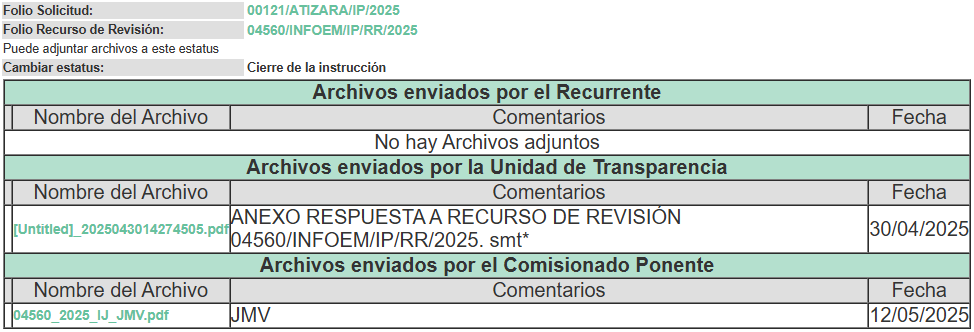 Folio Solicitud: 00121/ATIZARA/IP/2025
Folio Recurso de Revisión: 04560/INFOEM/IP/RR/2025
Puede adjuntar archivos a este estatus
Cambiar estatus: Cierre de la instrucción
Archivos enviados por el Recurrente
Nombre del Archivo Comentarios Fecha
No hay Archivos adjuntos
Archivos enviados por la Unidad de Transparencia
Nombre del Archivo Comentarios Fecha
[Untitled]_2025043014274505.pdf ANEXO RESPUESTA A RECURSO DE REVISIÓN
04560/INFOEM/IP/RR/2025. smt* 30/04/2025
Archivos enviados por el Comisionado Ponente
Nombre del Archivo Comentarios Fecha
04560_2025_IJ_JMV.pdf JMV 12/05/2025